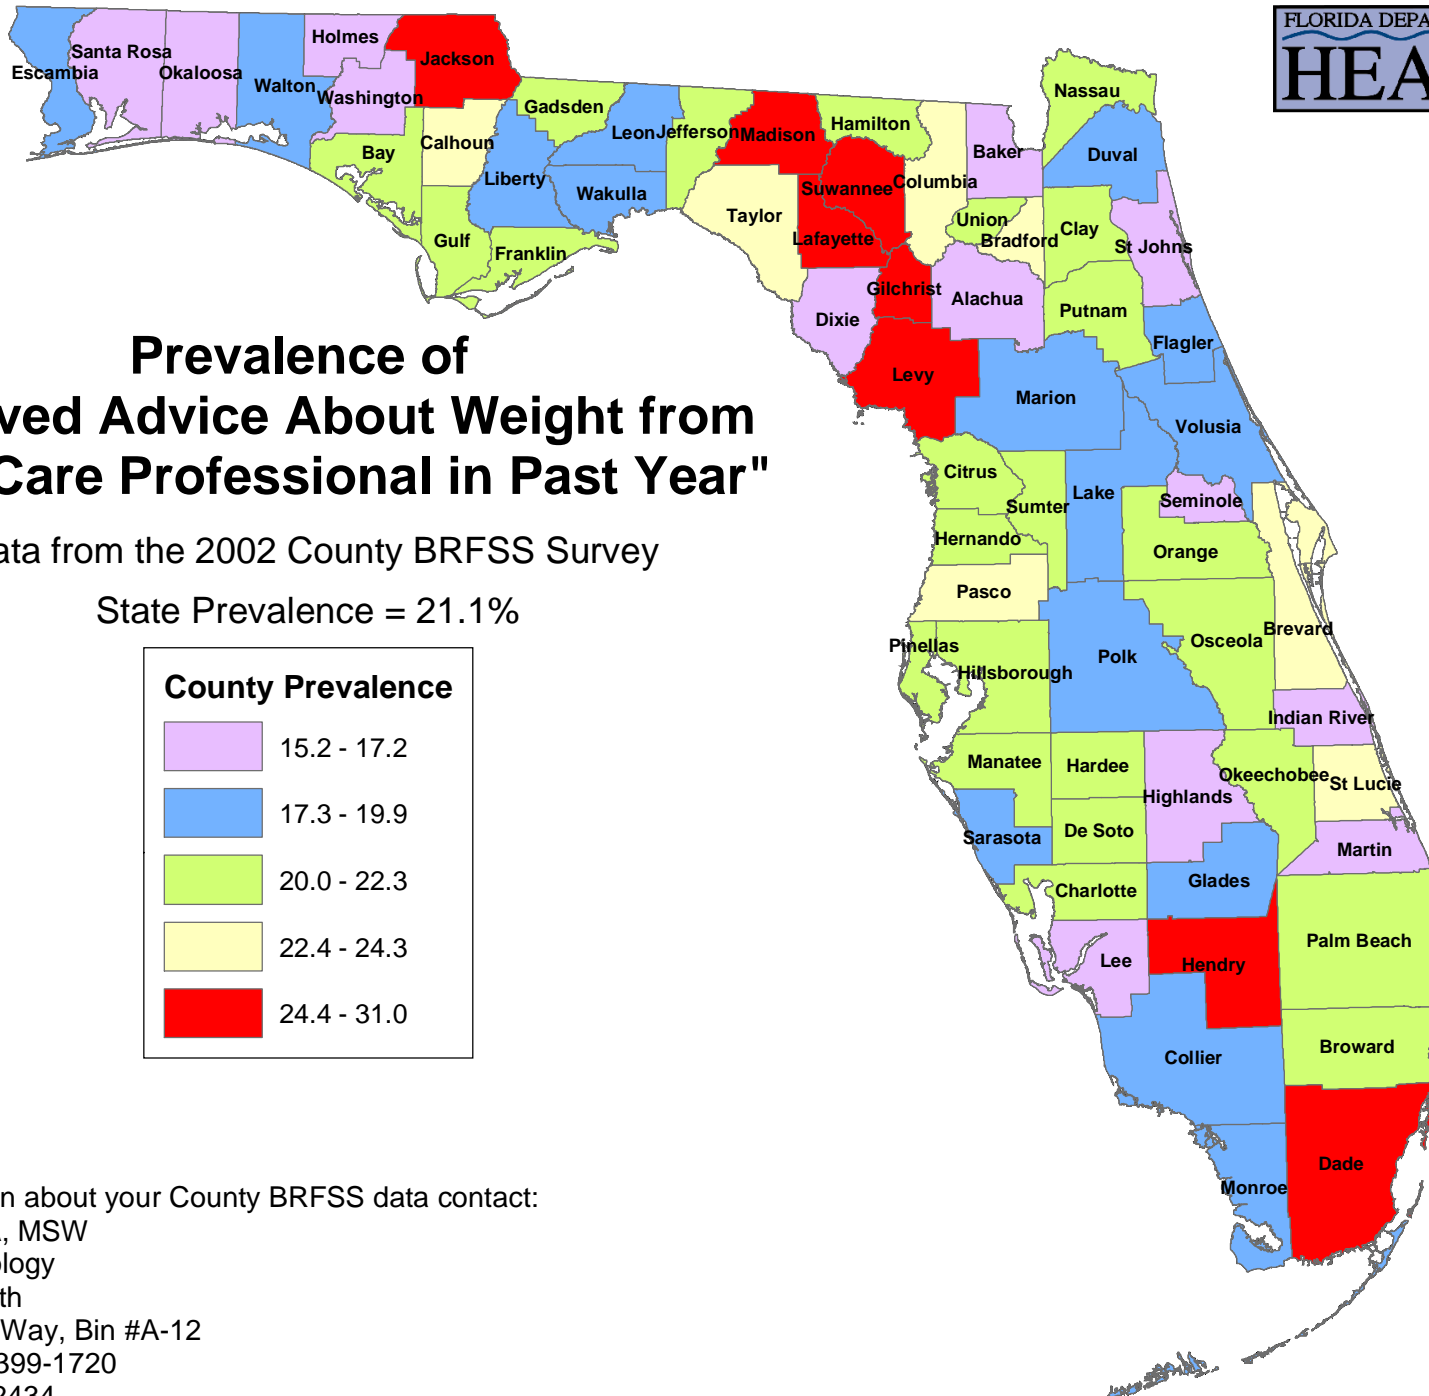 FLORIDA DEPA
HEA
Holmes
Jackson
Santa Rosa
Escambia
Okaloosa
Walton
Washington
Nassau
Gadsden
Hamilton
Leon
Jefferson
Madison
Calhoun
Bay
Baker
Duval
Liberty
Columbia
Suwannee
Wakulla
Taylor
Union
Clay
Bradford
Lafayette
Gulf
St Johns
Franklin
Gilchrist
Alachua
Putnam
Dixie
Flagler
Levy
Marion
Volusia
Prevalence of
ved Advice About Weight from
Care Professional in Past Year"
ata from the 2002 County BRFSS Survey
State Prevalence = 21.1%
County Prevalence
15.2 - 17.2
17.3 - 19.9
20.0 - 22.3
22.4 - 24.3
24.4 - 31.0
Citrus
Lake
Seminole
Sumter
Hernando
Orange
Pasco
Brevard
Osceola
Pinellas
Polk
Hillsborough
Indian River
Manatee
Hardee
Okeechobee
St Lucie
Highlands
De Soto
Sarasota
Martin
Glades
Charlotte
Palm Beach
Lee
Hendry
Broward
Collier
Dade
Monroe
n about your County BRFSS data contact:
, MSW
ology
th
Way, Bin #A-12
399-1720
2434